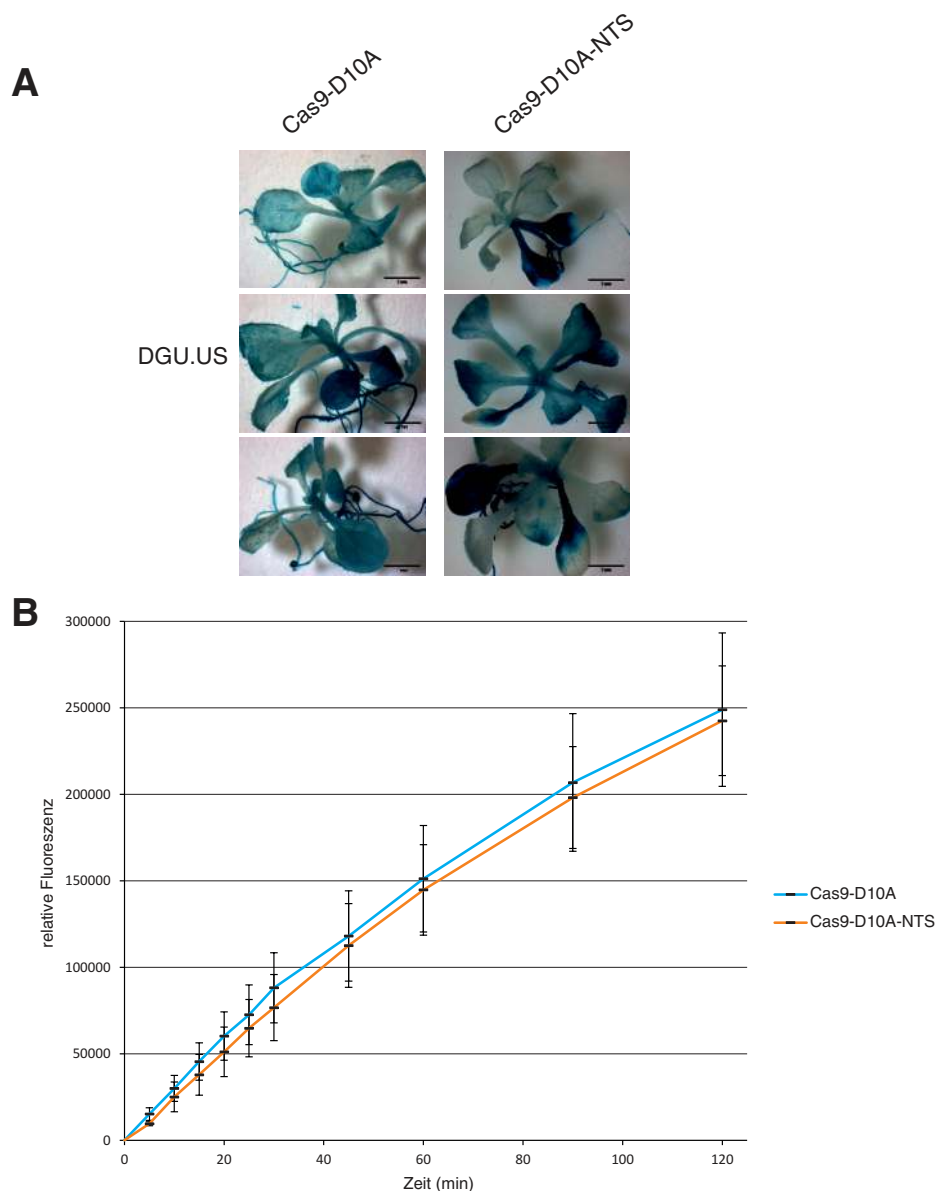 A
Cas9-D10A
Cas9-D10A-NTS
DGU.US
B
300000
250000
200000
150000
100000
50000
0
relative Fluoreszenz
0 20 40 60 80 100 120
Zeit (min)
Cas9-D10A
Cas9-D10A-NTS